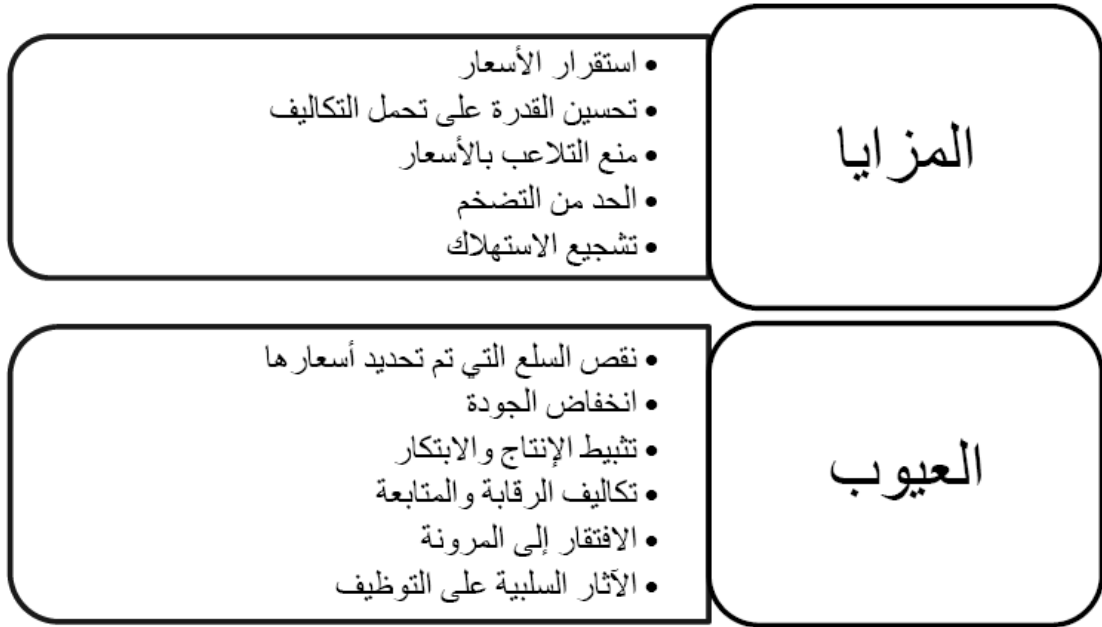 المزايا
• استقرار الأسعار
• تحسين القدرة على تحمل التكاليف
• منع التلاعب بالأسعار
• الحد من التضخم
• تشجيع الاستهلاك
العيوب
• نقص السلع التي تم تحديد أسعارها
• انخفاض الجودة
• تثبيط الإنتاج والابتكار
• تكاليف الرقابة والمتابعة
• الافتقار إلى المرونة
• الآثار السلبية على التوظيف